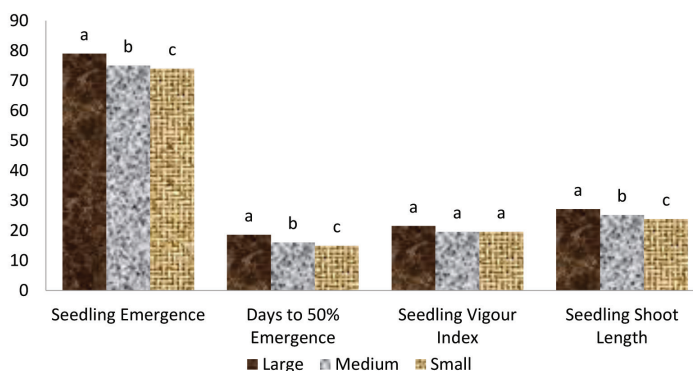 90
80
70
60
50
40
30
20
10
0
a
b
c
a
b
c
a
a
a
a
b
c
Seedling Emergence
Days to 50%
Emergence
Seedling Vigour
Index
Seedling Shoot
Length
Large
Medium
Small